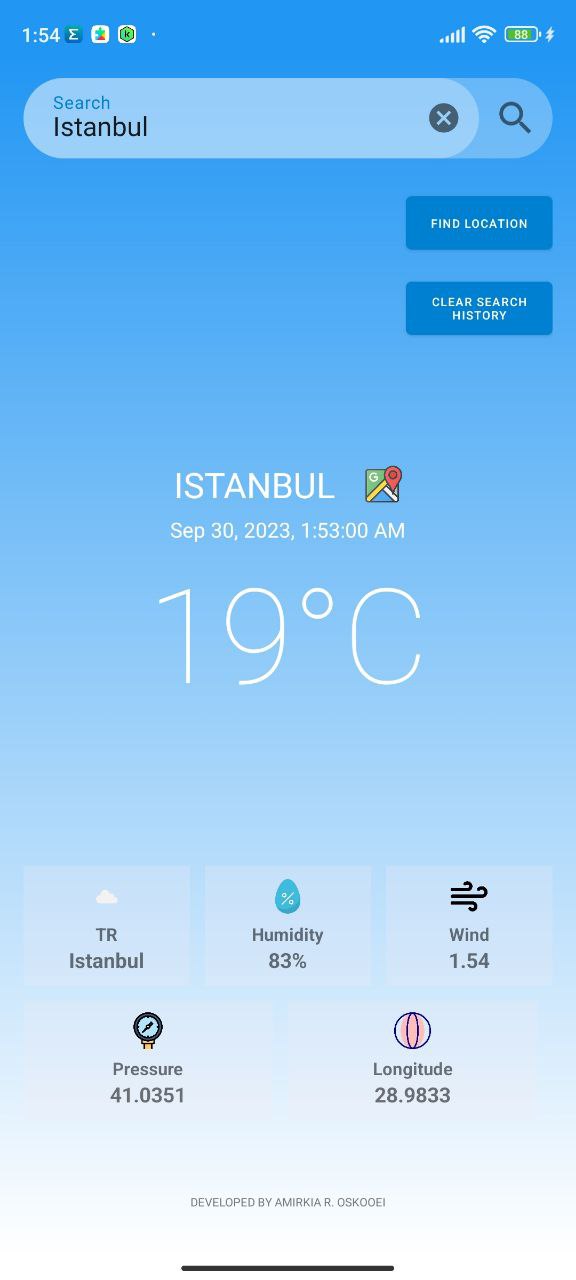 1:54 88
Search
Istanbul
FIND LOCATION
CLEAR SEARCH
HISTORY
ISTANBUL
Sep 30, 2023, 1:53:00 AM
19°C
TR
Istanbul
%
Humidity
83%
Wind
1.54
Pressure
41.0351
Longitude
28.9833
DEVELOPED BY AMIRKIA R. OSKOOEI